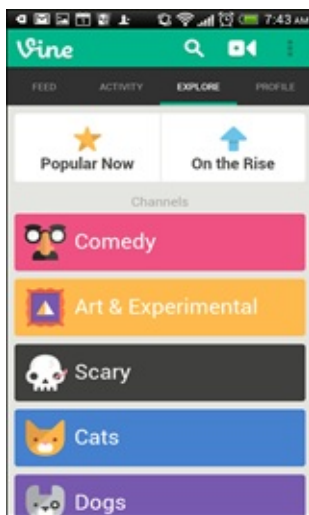 7:43 AM
Vine
FEED ACTIVITY EXPLORE PROFILE
Popular Now On the Rise
Channels
Comedy
Art & Experimental
Scary
Cats
Dogs